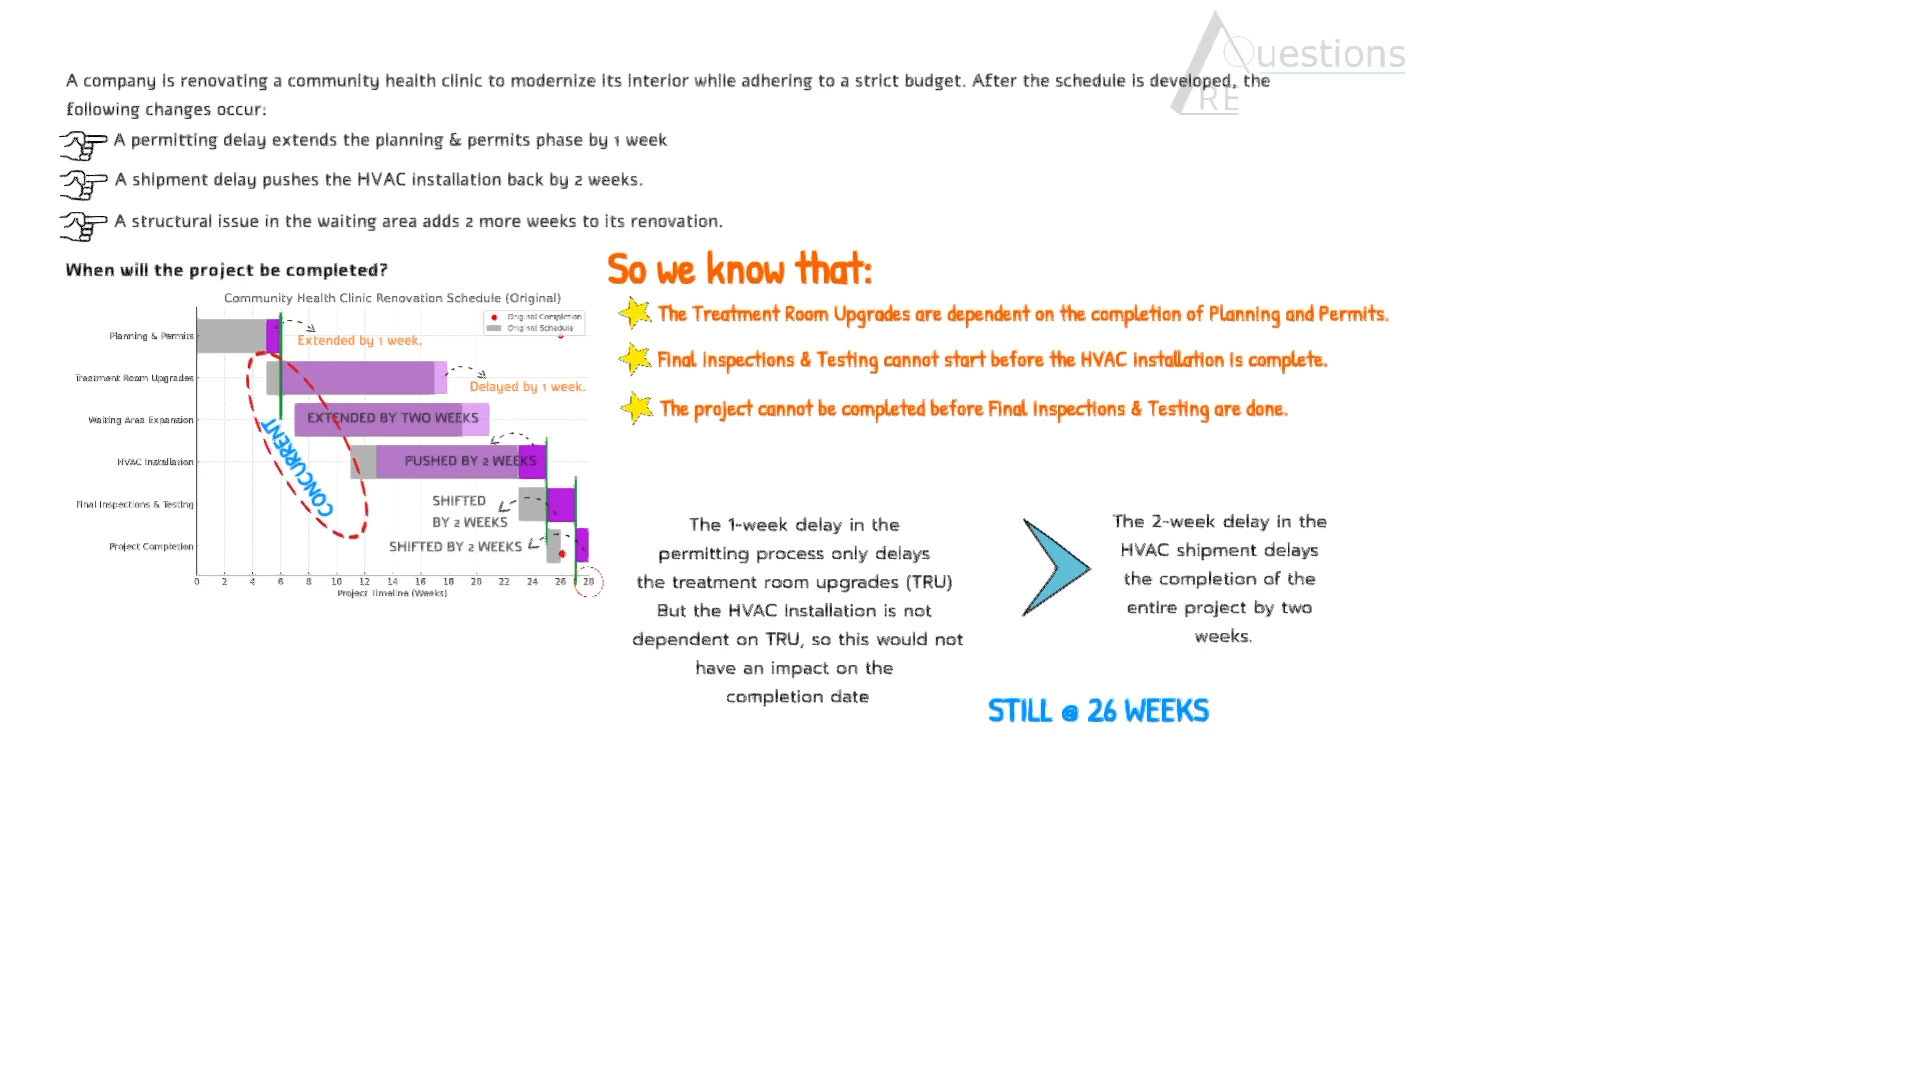 Questions
ARE
A company is renovating a community health clinic to modernize its interior while adhering to a strict budget. After the schedule is developed, the
following changes occur:
A permitting delay extends the planning & permits phase by 1 week
A shipment delay pushes the HVAC installation back by 2 weeks.
A structural issue in the waiting area adds 2 more weeks to its renovation.
When will the project be completed?
So we know that:
The Treatment Room Upgrades are dependent on the completion of Planning and Permits.
Final Inspections & Testing cannot start before the HVAC installation is complete.
The project cannot be completed before Final Inspections & Testing are done.
Community Health Clinic Renovation Schedule (Original)
Original Completion
Original Schedule
Planning & Permits
Extended by 1 week.
Treatment Room Upgrades
Delayed by 1 week.
Waiting Area Expansion
EXTENDED BY TWO WEEKS
CONCURRENT
HVAC Installation
PUSHED BY 2 WEEKS
Final Inspections & Testing
SHIFTED
BY 2 WEEKS
Project Completion
SHIFTED BY 2 WEEKS
0 2 4 6 8 10 12 14 16 18 20 22 24 26 28
Project Timeline (Weeks)
The 1-week delay in the
permitting process only delays
the treatment room upgrades (TRU)
But the HVAC Installation is not
dependent on TRU, so this would not
have an impact on the
completion date
The 2-week delay in the
HVAC shipment delays
the completion of the
entire project by two
weeks.
STILL @ 26 WEEKS